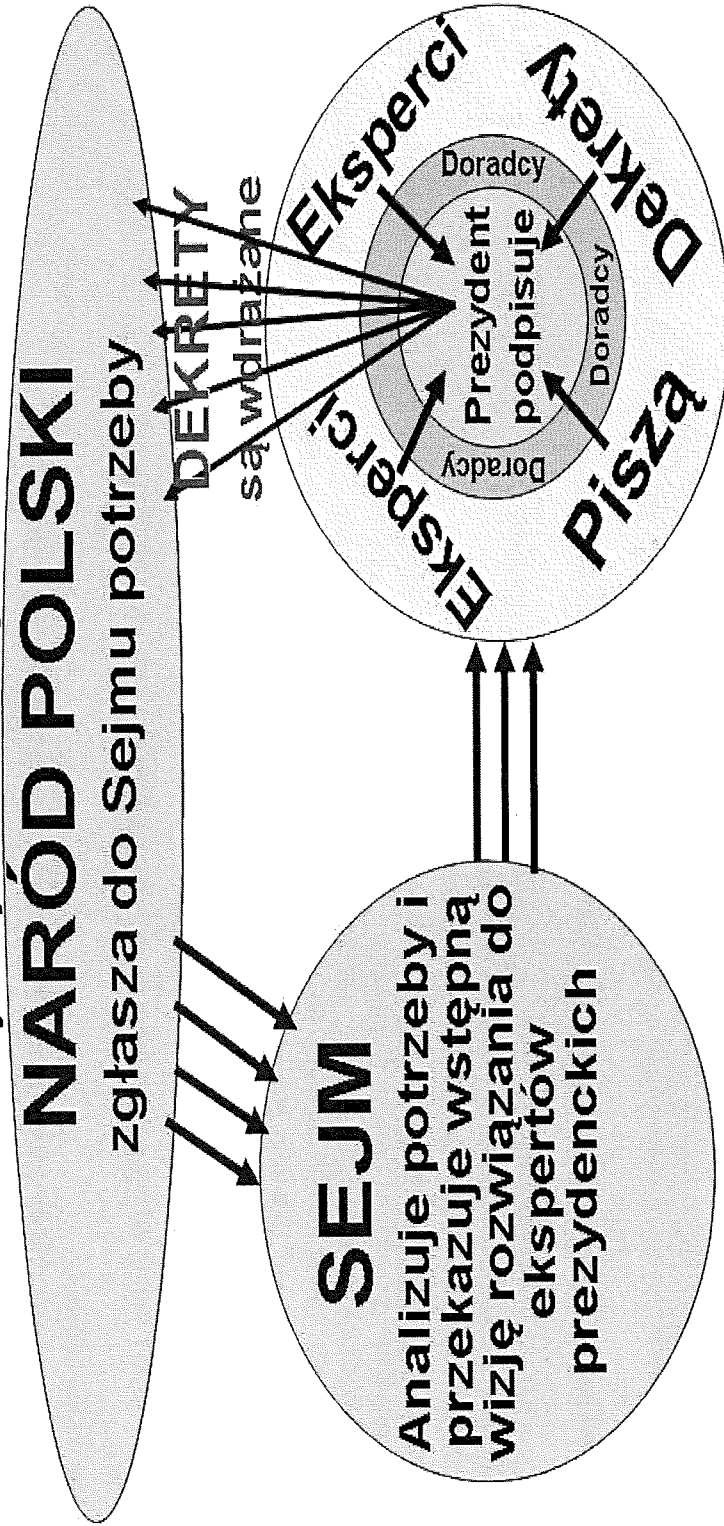 NARÓD POLSKI
zgłasza do Sejmu potrzeby
DEKRETY
są wdrażane
SEJM
Analizuje potrzeby i
przekazuje wstępną
wizję rozwiązania do
ekspertów
prezydenckich
Eksperci
Eksperci
Piszą
Dekrety
Doradcy
Doradcy
Doradcy
Prezydent
podpisuje